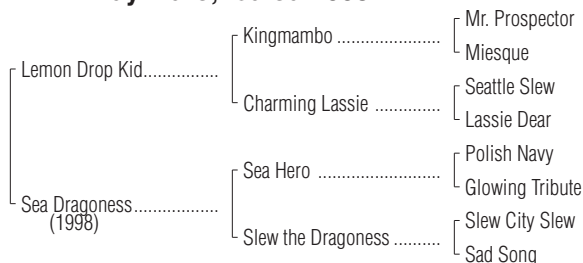 Kingmambo ..................
Mr. Prospector
Miesque
Lemon Drop Kid................
Charming Lassie ..............
Seattle Slew
Lassie Dear
Sea Hero ......................
Polish Navy
Glowing Tribute
Sea Dragoness..................
(1998)
Slew the Dragoness ..........
Slew City Slew
Sad Song